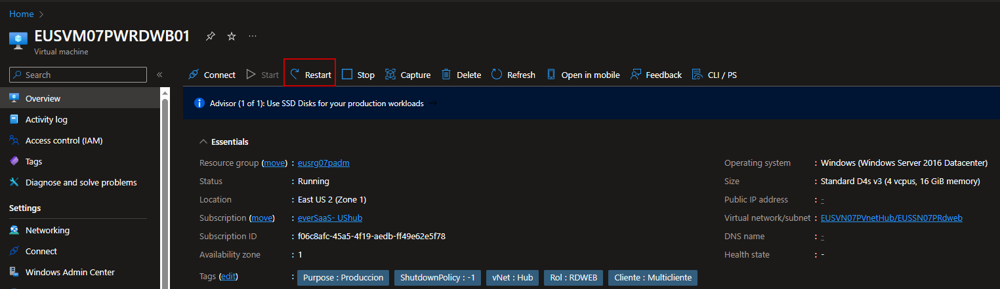 Home >
EUSVM07PWRDWB01 ...
Virtual machine
Search «
Connect Start Restart Stop Capture Delete Refresh Open in mobile Feedback CLI / PS
Overview
Activity log
Access control (IAM)
Tags
Diagnose and solve problems
Settings
Networking
Connect
Windows Admin Center
Advisor (1 of 1): Use SSD Disks for your production workloads →
Essentials
Resource group (move) : eusrg07padm
Status : Running
Location : East US 2 (Zone 1)
Subscription (move) : everSaaS- UShub
Subscription ID : f06c8afc-45a5-4f19-aedb-ff49e62e5f78
Availability zone : 1
Operating system : Windows (Windows Server 2016 Datacenter)
Size : Standard D4s v3 (4 vcpus, 16 GiB memory)
Public IP address : -
Virtual network/subnet : EUSVN07PVnetHub/EUSSN07PRdweb
DNS name : -
Health state : -
Tags (edit) : Purpose : Produccion ShutdownPolicy : -1 vNet : Hub Rol : RDWEB Cliente : Multicliente